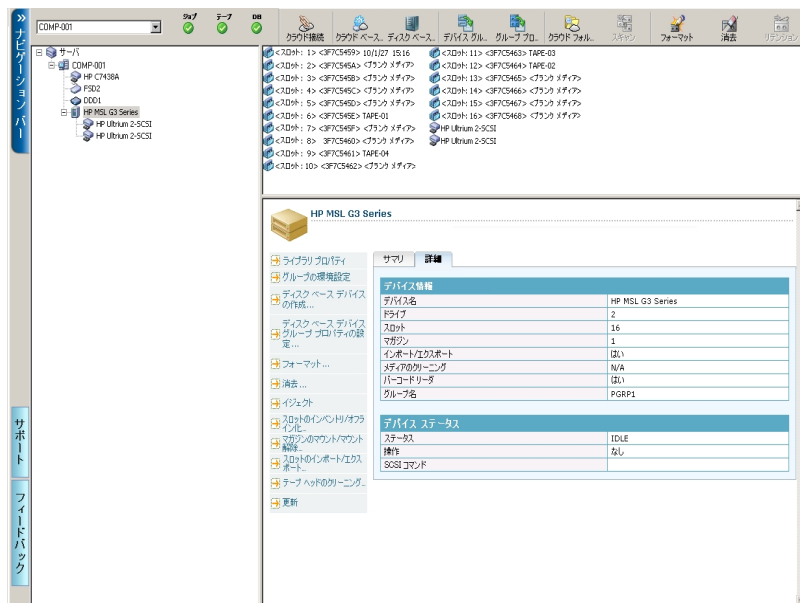 ジョブ テープ DB
COMP-001
クラウド接続 クラウド ベース.. ディスク ベース.. デバイス グル.. グループ プロ.. クラウド フォル.. スキャン フォーマット 消去 リテンション
» ナビゲーション バー
サーバ
COMP-001
HP C7438A
FSD2
DDD1
HP MSL G3 Series
HP Ultrium 2-SCSI
HP Ultrium 2-SCSI
<スロット: 1> <3F7C5459> 10/1/27 15:16
<スロット: 2> <3F7C545A> <ブランク メディア>
<スロット: 3> <3F7C545B> <ブランク メディア>
<スロット: 4> <3F7C545C> <ブランク メディア>
<スロット: 5> <3F7C545D> <ブランク メディア>
<スロット: 6> <3F7C545E> TAPE-01
<スロット: 7> <3F7C545F> <ブランク メディア>
<スロット: 8> 3F7C5460> <ブランク メディア>
<スロット: 9> <3F7C5461> TAPE-04
<スロット: 10> <3F7C5462> <ブランク メディア>
<スロット: 11> <3F7C5463> TAPE-03
<スロット: 12> <3F7C5464> TAPE-02
<スロット: 13> <3F7C5465> <ブランク メディア>
<スロット: 14> <3F7C5466> <ブランク メディア>
<スロット: 15> <3F7C5467> <ブランク メディア>
<スロット: 16> <3F7C5468> <ブランク メディア>
HP Ultrium 2-SCSI
HP Ultrium 2-SCSI
HP MSL G3 Series
ライブラリ プロパティ
グループの環境設定
ディスク ベース デバイス
の作成...
ディスク ベース デバイス
グループ プロパティの設
定...
フォーマット...
消去...
イジェクト
スロットのインベントリ/オフラ
イン化..
マガジンのマウント/マウント
解除..
スロットのインポート/エクス
ポート..
テープ ヘッドのクリーニング..
更新
サマリ 詳細
デバイス情報
デバイス名 HP MSL G3 Series
ドライブ 2
スロット 16
マガジン 1
インポート/エクスポート はい
メディアのクリーニング N/A
バーコード リーダ はい
グループ名 PGRP1
デバイス ステータス
ステータス IDLE
操作 なし
SCSI コマンド
サポート
フィードバック